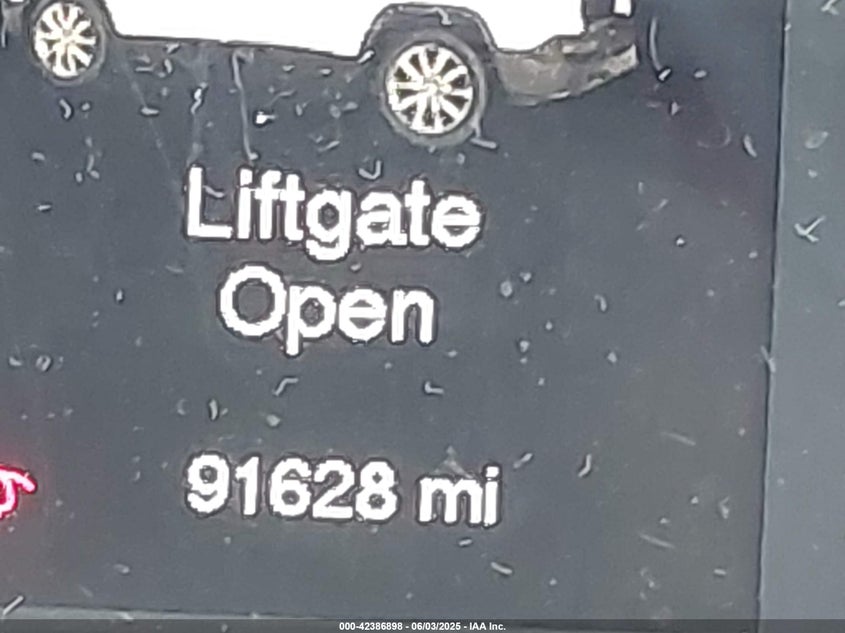 Liftgate
Open
91628 mi
000-42386898 - 06/03/2025 - IAA Inc.